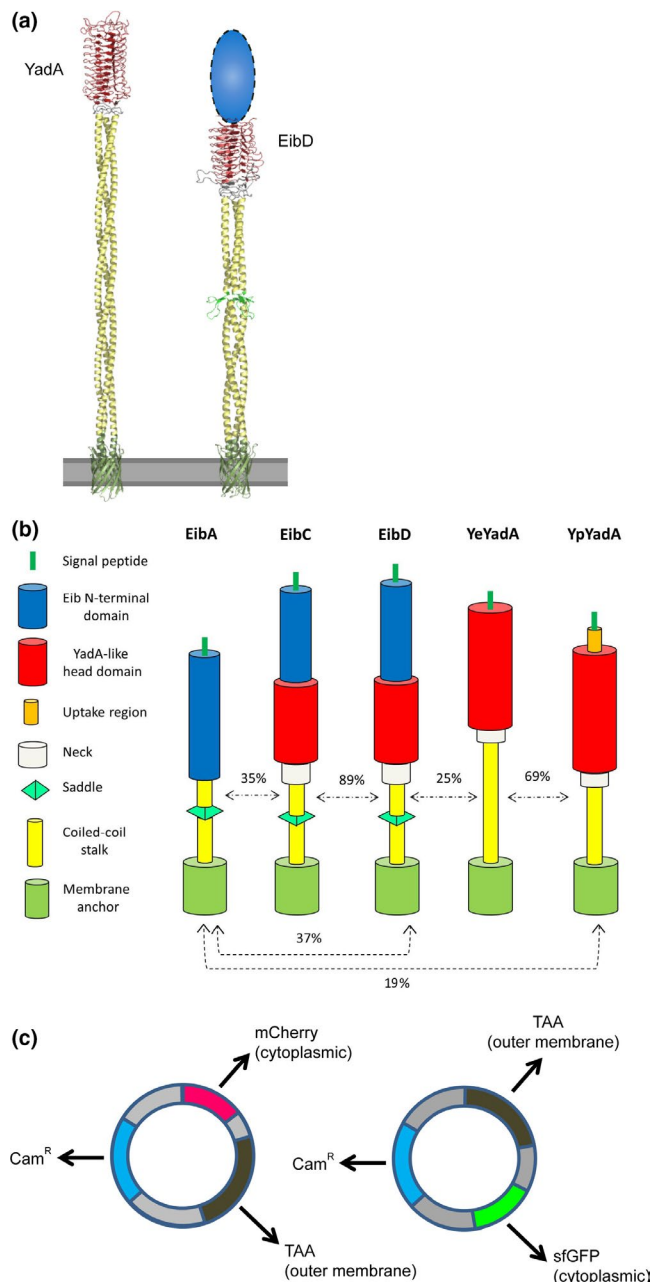 (a)
YadA
EibD
(b)
EibA EibC EibD YeYadA YpYadA
Signal peptide
Eib N-terminal
domain
YadA-like
head domain
Uptake region
Neck
Saddle
Coiled-coil
stalk
Membrane
anchor
35% 89% 25% 69%
37%
19%
(c)
mCherry
(cytoplasmic)
Cam^R
TAA
(outer membrane)
TAA
(outer membrane)
Cam^R
sfGFP
(cytoplasmic)